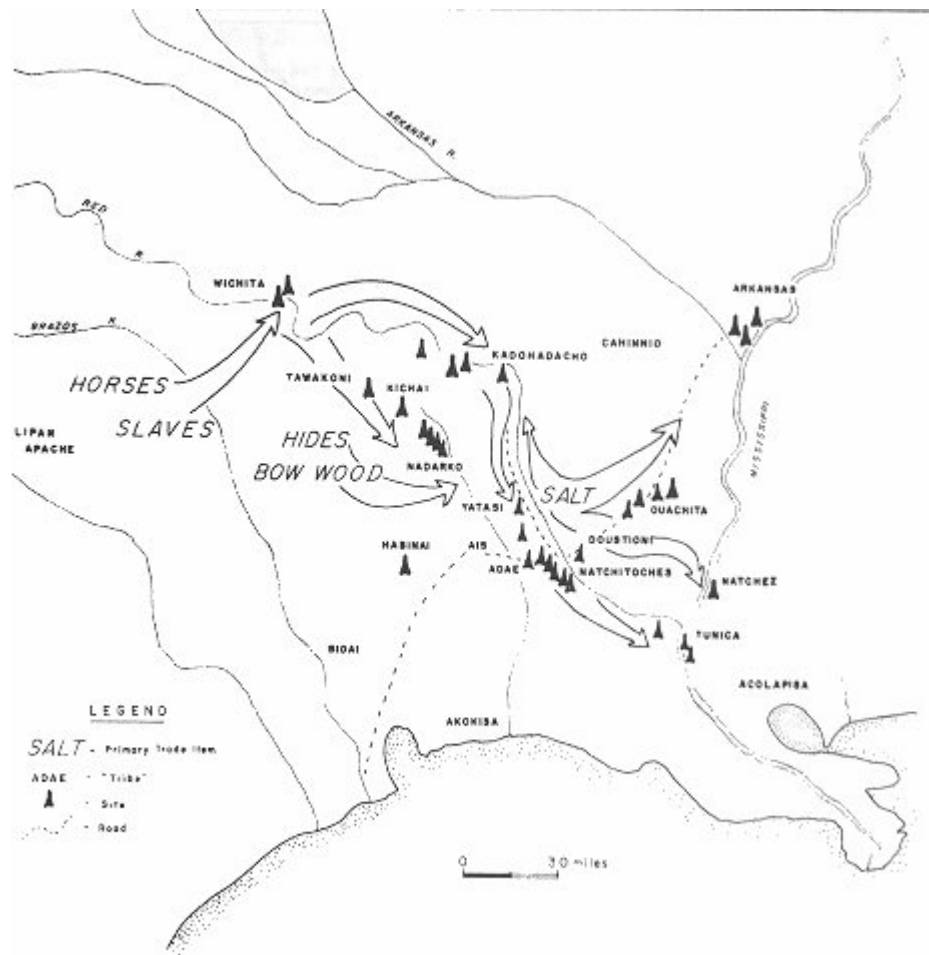 ARKANSAS R.
RED
R.
WICHITA
ARKANSAS
BRAZOS R.
CAHINNIO
KADOHADACHO
TAWAKONI
KICHAI
HORSES
MISSISSIPPI
SLAVES
HIDES
LIPAN
APACHE
BOW WOOD
NADARKO
SALT
YATASI
OUACHITA
DOUSTIONI
HASINAI
AIS
ADAE
NATCHITOCHES
NATCHEZ
TUNICA
BIDAI
ACOLAPISA
LEGEND
AKOKISA
SALT - Primary Trade Item
ADAE - "Tribe"
- Site
- Road
0 30 miles